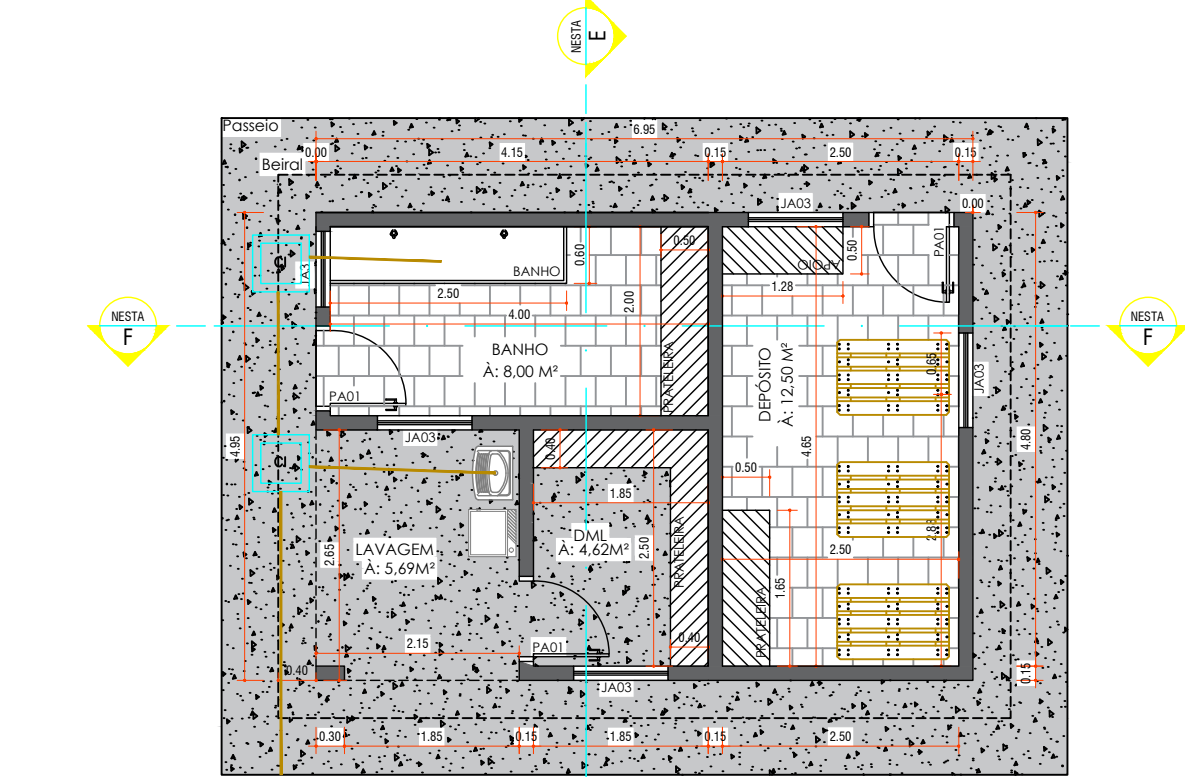 NESTA
E
Passeio
6.95
Beiral
0.00
4.15
0.15
2.50
0.15
JA03
0.00
0.50
0.60
APOIO
0.50
PA01
JA3
BANHO
2.50
2.00
1.28
NESTA
F
4.00
NESTA
F
BANHO
À: 8,00 M²
PRATELEIRA
DEPÓSITO
À: 12,50 M²
0.85
JA03
PA01
JA03
4.95
0.40
4.65
4.80
0.50
1.85
LAVAGEM
À: 5,69M²
2.65
DML
À: 4,62M²
2.50
PRATELEIRA
2.83
2.50
1.65
PRATELEIRA
2.15
PA01
0.40
0.40
JA03
0.15
0.30
1.85
0.15
1.85
0.15
2.50